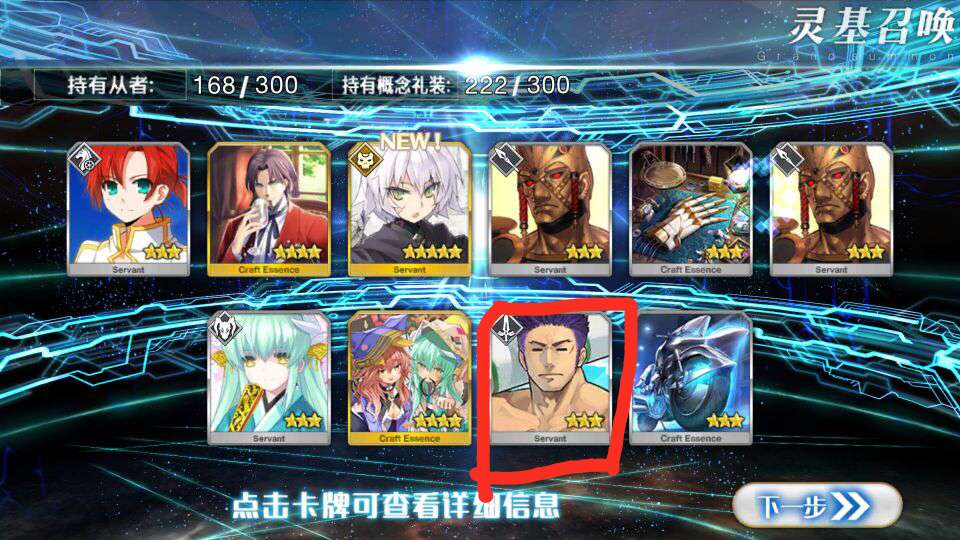 灵基召唤
Grand summon
持有从者: 168/300 持有概念礼装: 222/300
NEW!
Servant Craft Essence Servant Servant Craft Essence Servant
Servant Craft Essence Servant Craft Essence
点击卡牌可查看详细信息
下一步